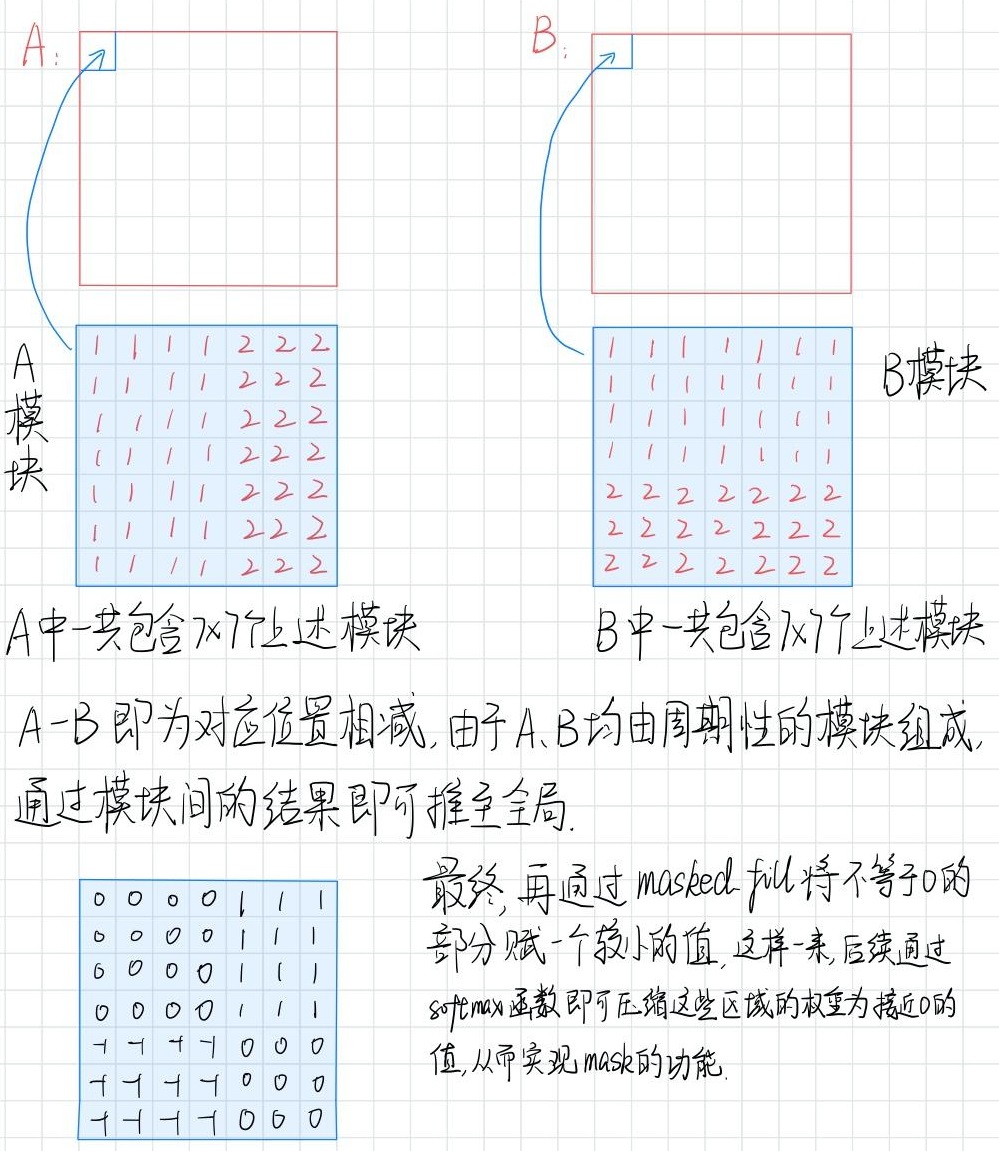 A:
B:
A模块
1 1 1 1 2 2 2
1 1 1 1 2 2 2
1 1 1 1 2 2 2
1 1 1 1 2 2 2
1 1 1 1 2 2 2
1 1 1 1 2 2 2
1 1 1 1 2 2 2
1 1 1 1 1 1 1
1 1 1 1 1 1 1
1 1 1 1 1 1 1
1 1 1 1 1 1 1
2 2 2 2 2 2 2
2 2 2 2 2 2 2
2 2 2 2 2 2 2
B模块
A中一共包含7x7个上述模块
B中一共包含7x7个上述模块
A-B即为对应位置相减,由于A、B均由周期性的模块组成,
通过模块间的结果即可推至全局.
0 0 0 0 1 1 1
0 0 0 0 1 1 1
0 0 0 0 1 1 1
0 0 0 0 1 1 1
-1 -1 -1 -1 0 0 0
-1 -1 -1 -1 0 0 0
-1 -1 -1 -1 0 0 0
最终,再通过masked_fill将不等于0的
部分赋一个较小的值,这样一来,后续通过
softmax函数即可压缩这些区域的权重为接近0的
值,从而实现mask的功能.